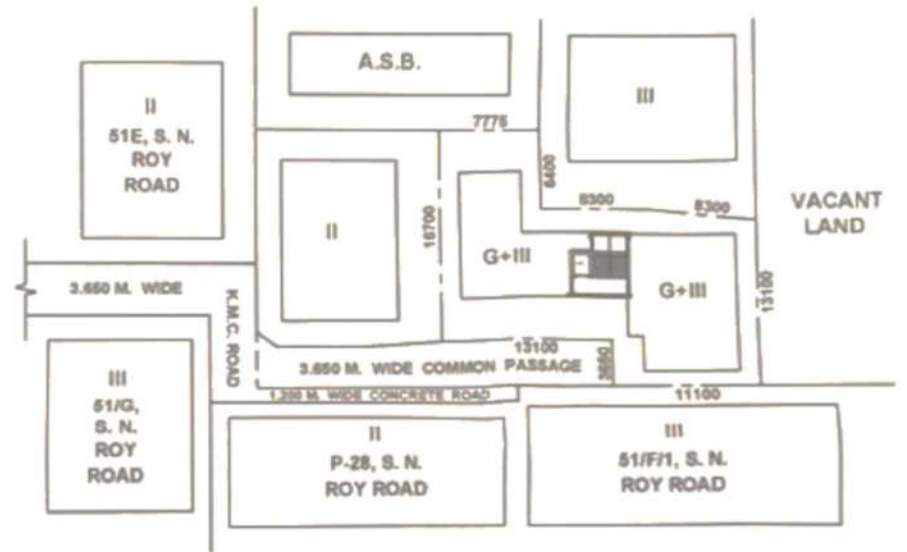 A.S.B.
II
51E, S. N.
ROY
ROAD
III
7775
6400
8300
8300
VACANT
LAND
II
16700
G+III
G+III
13100
3.650 M. WIDE
K.M.C. ROAD
13100
3.650 M. WIDE COMMON PASSAGE
3650
1.200 M. WIDE CONCRETE ROAD
11100
III
51/G,
S. N.
ROY
ROAD
II
P-28, S. N.
ROY ROAD
III
51/F/1, S. N.
ROY ROAD